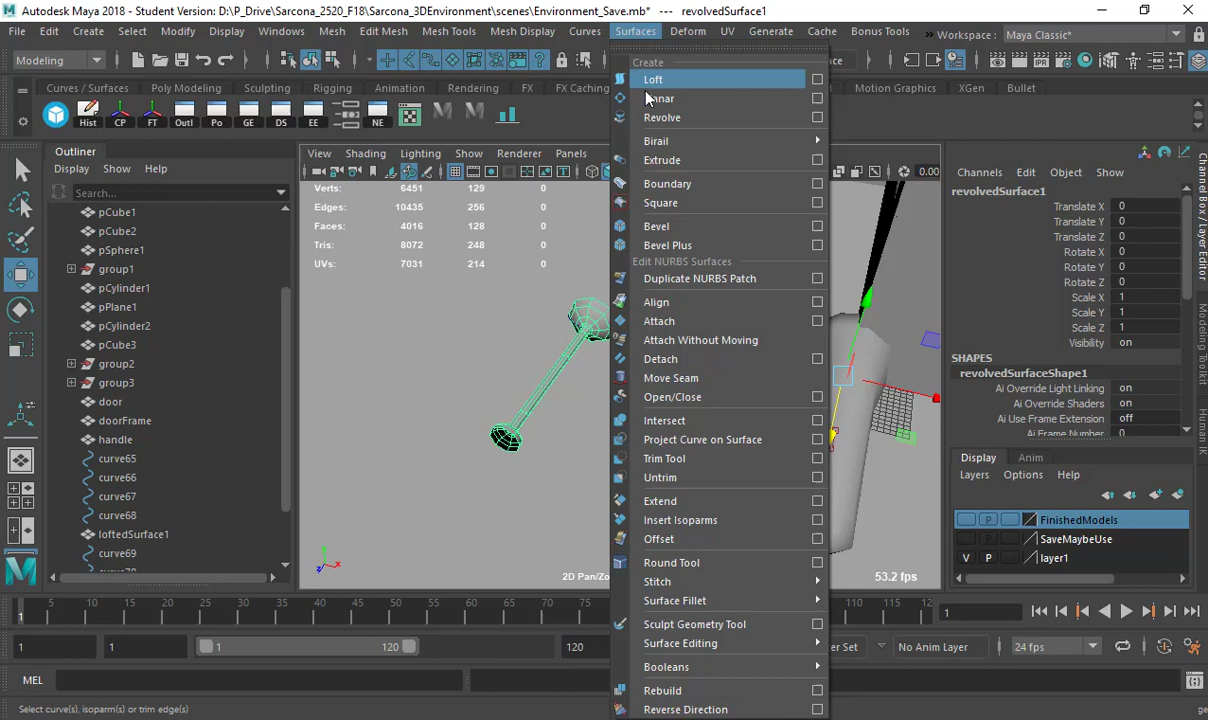 Autodesk Maya 2018 - Student Version: D:\P_Drive\Sarcona_2520_F18\Sarcona_3DEnvironment\scenes\Environment_Save.mb* --- revolvedSurface1
File Edit Create Select Modify Display Windows Mesh Edit Mesh Mesh Tools Mesh Display Curves Surfaces Deform UV Generate Cache Bonus Tools Workspace: Maya Classic*
Modeling
Curves / Surfaces Poly Modeling Sculpting Rigging Animation Rendering FX FX Caching Motion Graphics XGen Bullet
Hist CP FT Outl Po GE DS EE NE
Outliner
Display Show Help
Search...
pCube1
pCube2
pSphere1
group1
pCylinder1
pPlane1
pCylinder2
pCube3
group2
group3
door
doorFrame
handle
curve65
curve66
curve67
curve68
loftedSurface1
curve69
View Shading Lighting Show Renderer Panels
0.00
Verts: 6451 129 0
Edges: 10435 256 0
Faces: 4016 128 0
Tris: 8072 248 0
UVs: 7031 214 0
2D Pan/Zo
53.2 fps
Create
Loft
Revolve
Birail
Extrude
Boundary
Square
Bevel
Bevel Plus
Edit NURBS Surfaces
Duplicate NURBS Patch
Align
Attach
Attach Without Moving
Detach
Move Seam
Open/Close
Intersect
Project Curve on Surface
Trim Tool
Untrim
Extend
Insert Isoparms
Offset
Round Tool
Stitch
Surface Fillet
Sculpt Geometry Tool
Surface Editing
Booleans
Rebuild
Reverse Direction
Channels Edit Object Show
revolvedSurface1
Translate X 0
Translate Y 0
Translate Z 0
Rotate X 0
Rotate Y 0
Rotate Z 0
Scale X 1
Scale Y 1
Scale Z 1
Visibility on
SHAPES
revolvedSurfaceShape1
Ai Override Light Linking on
Ai Override Shaders on
Ai Use Frame Extension off
Ai Frame Number 0
Display Anim
Layers Options Help
P FinishedModels
P SaveMaybeUse
V P layer1
Channel Box / Layer Editor
Modeling Toolkit
Human IK
1 5 10 15 20 25 30 35 40 45 50 55 60 65 70 75 110 115 12 1
1 1 1 120 120 No Anim Layer 24 fps
MEL
Select curve(s), isoparm(s) or trim edge(s)